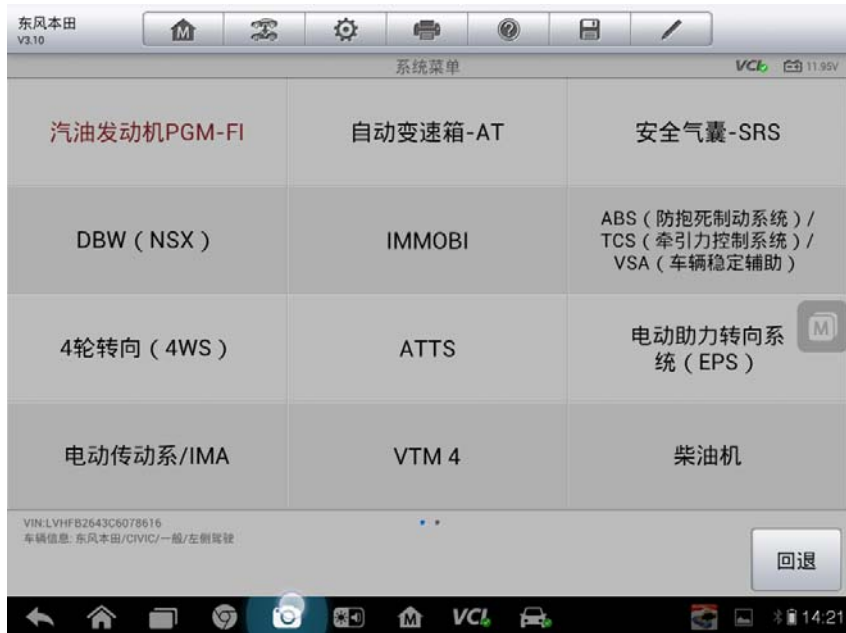 东风本田
V3.10
系统菜单
VCI
11.95V
汽油发动机PGM-FI
自动变速箱-AT
安全气囊-SRS
DBW ( NSX )
IMMOBI
ABS ( 防抱死制动系统 ) /
TCS ( 牵引力控制系统 ) /
VSA ( 车辆稳定辅助 )
4轮转向 ( 4WS )
ATTS
电动助力转向系
统 ( EPS )
M
电动传动系/IMA
VTM 4
柴油机
VIN:LVHFB2643C6078616
车辆信息: 东风本田/CIVIC/一般/左侧驾驶
回退
M
VCI
14:21